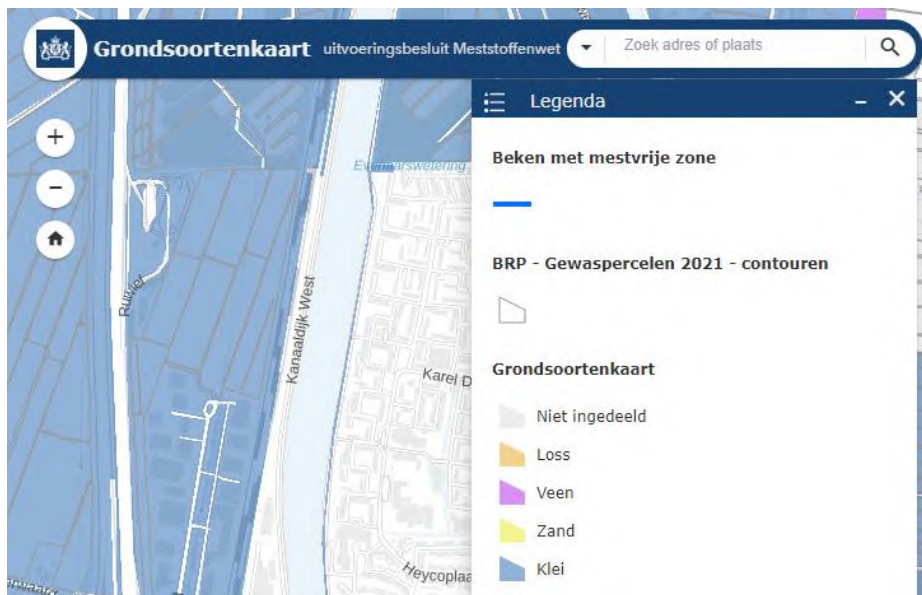 Grondsoortenkaart uitvoeringsbesluit Meststoffenwet
Zoek adres of plaats
Legenda
Beken met mestvrije zone
BRP - Gewaspercelen 2021 - contouren
Grondsoortenkaart
Niet ingedeeld
Loss
Veen
Zand
Klei
Kanaaldijk West
Karel D
Heycoplaa